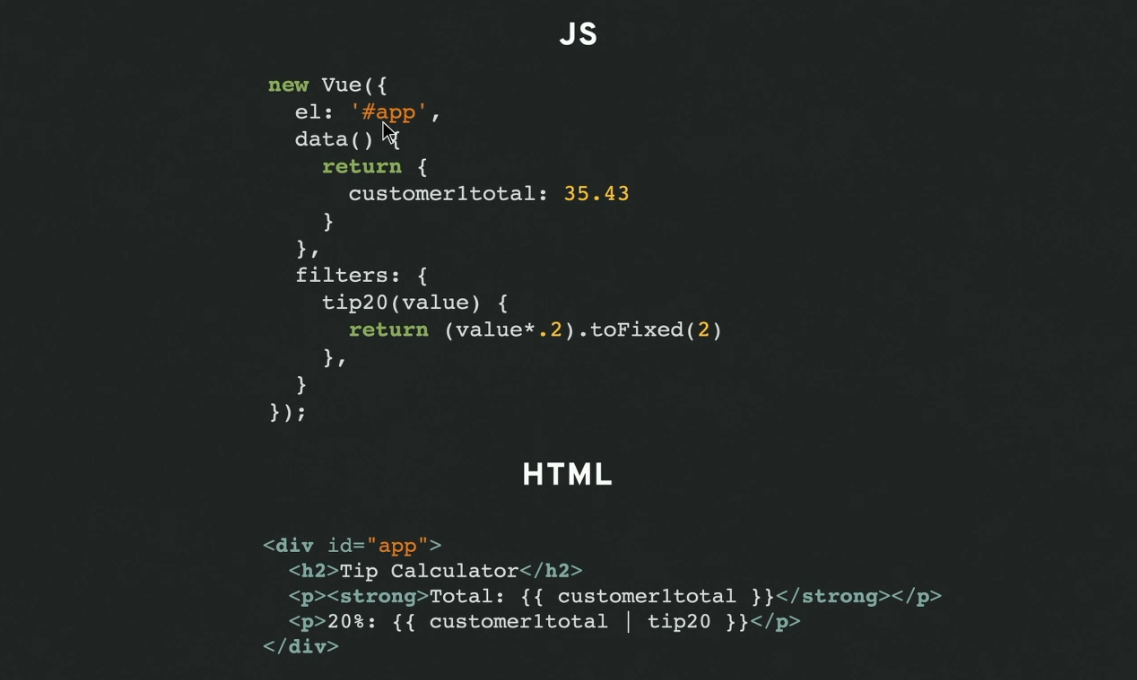 JS
new Vue({
  el: '#app',
  data() {
    return {
      customer1total: 35.43
    }
  },
  filters: {
    tip20(value) {
      return (value*.2).toFixed(2)
    },
  }
});
HTML
<div id="app">
  <h2>Tip Calculator</h2>
  <p><strong>Total: {{ customer1total }}</strong></p>
  <p>20%: {{ customer1total | tip20 }}</p>
</div>